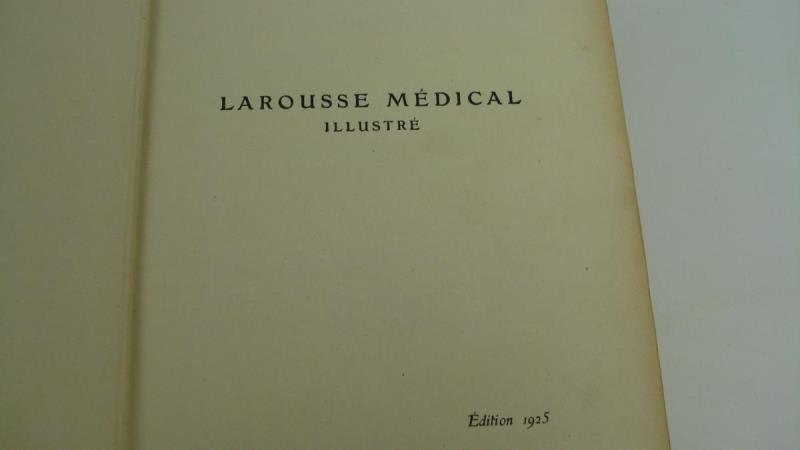 LAROUSSE MÉDICAL
ILLUSTRÉ
Édition 1925